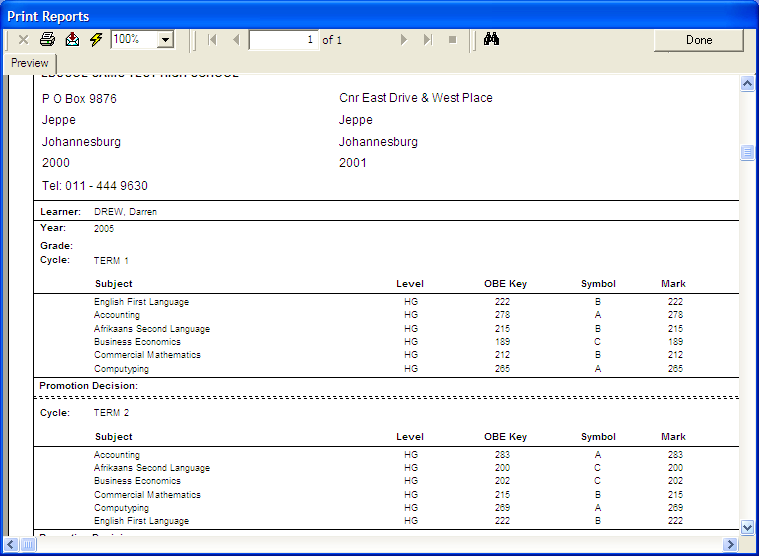 Print Reports
100% 1 of 1 Done
Preview
P O Box 9876 Cnr East Drive & West Place
Jeppe Jeppe
Johannesburg Johannesburg
2000 2001
Tel: 011 - 444 9630
Learner: DREW, Darren
Year: 2005
Grade:
Cycle: TERM 1
Subject Level OBE Key Symbol Mark
English First Language HG 222 B 222
Accounting HG 278 A 278
Afrikaans Second Language HG 215 B 215
Business Economics HG 189 C 189
Commercial Mathematics HG 212 B 212
Computyping HG 265 A 265
Promotion Decision:
Cycle: TERM 2
Subject Level OBE Key Symbol Mark
Accounting HG 283 A 283
Afrikaans Second Language HG 200 C 200
Business Economics HG 202 C 202
Commercial Mathematics HG 215 B 215
Computyping HG 269 A 269
English First Language HG 222 B 222